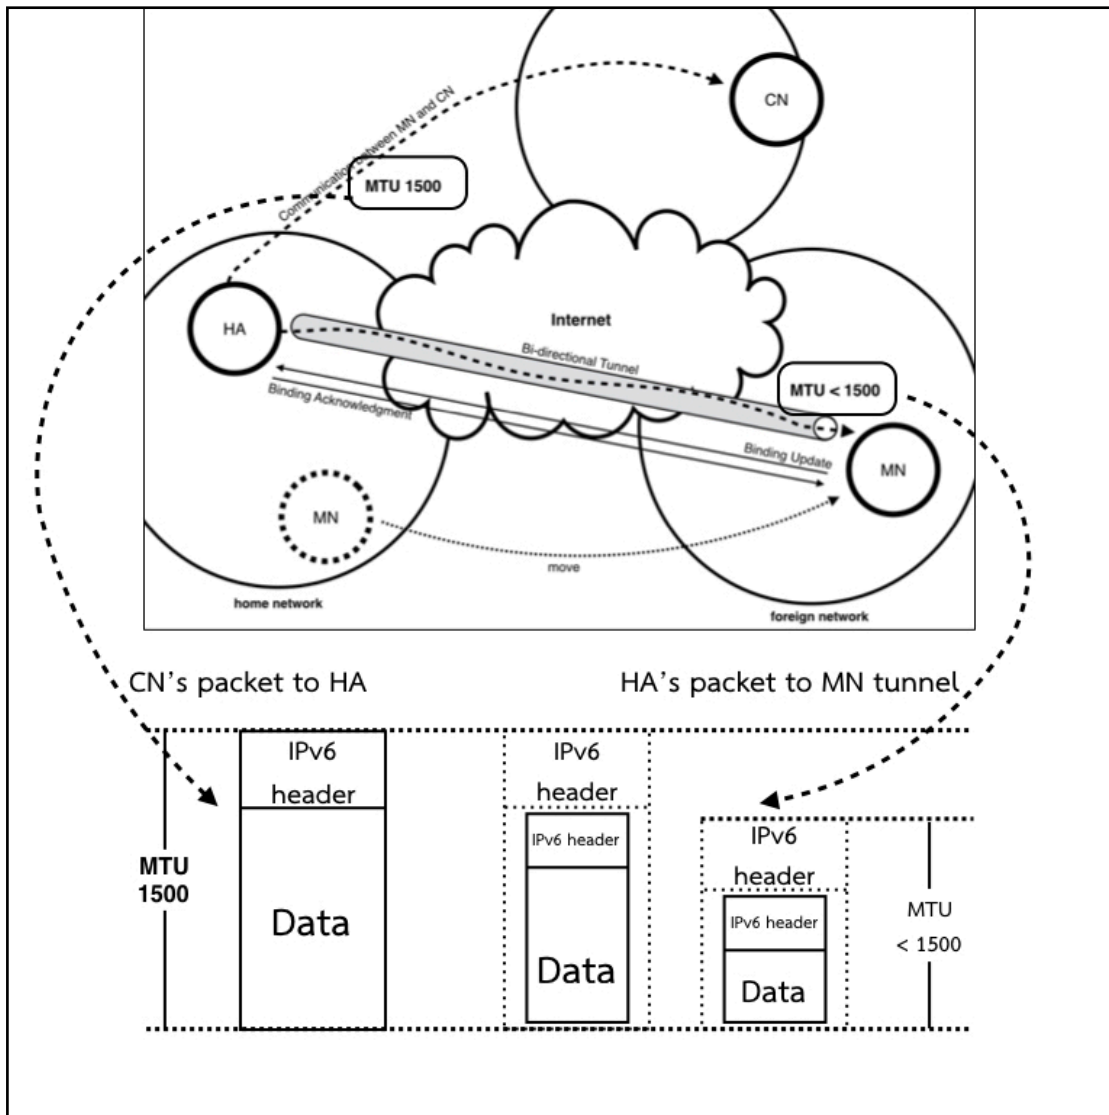 CN
Communication between MN and CN
MTU 1500
HA
Internet
Bi-directional Tunnel
MTU < 1500
Binding Acknowledgment
Binding Update
MN
MN
move
home network
foreign network
CN's packet to HA
HA's packet to MN tunnel
IPv6
header
Data
MTU
1500
IPv6
header
IPv6 header
Data
IPv6
header
IPv6 header
Data
MTU
< 1500